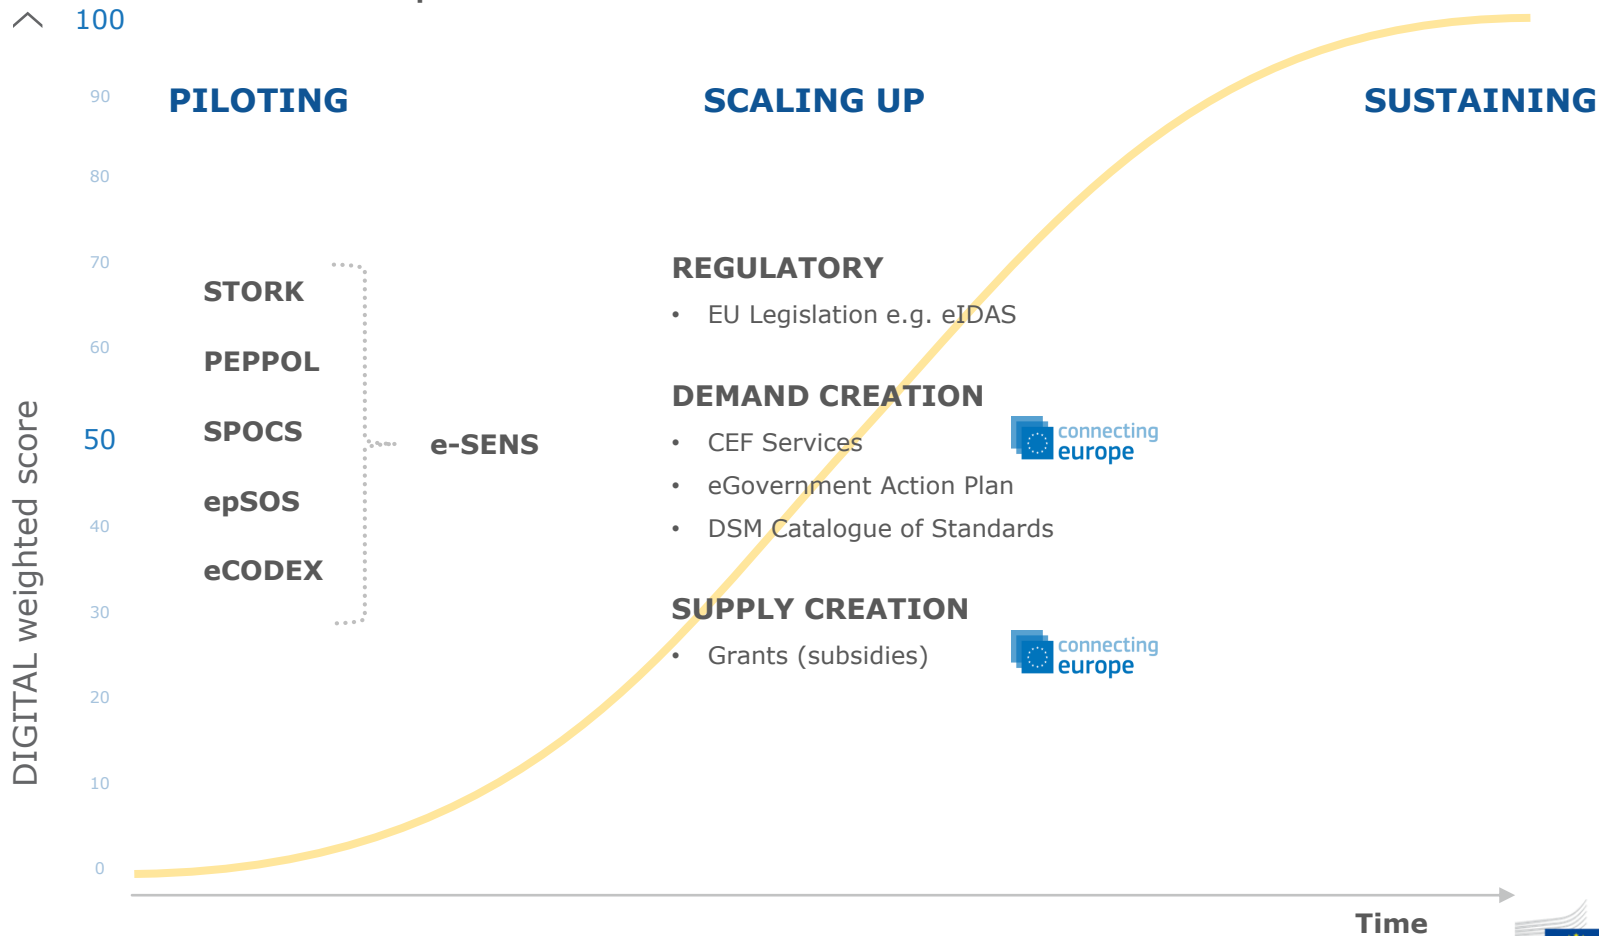 100
90
80
70
60
50
40
30
20
10
0
DIGITAL weighted score
PILOTING
SCALING UP
SUSTAINING
STORK
PEPPOL
SPOCS
epSOS
eCODEX
e-SENS
REGULATORY
• EU Legislation e.g. eIDAS
DEMAND CREATION
• CEF Services
• eGovernment Action Plan
• DSM Catalogue of Standards
connecting
europe
SUPPLY CREATION
• Grants (subsidies)
connecting
europe
Time